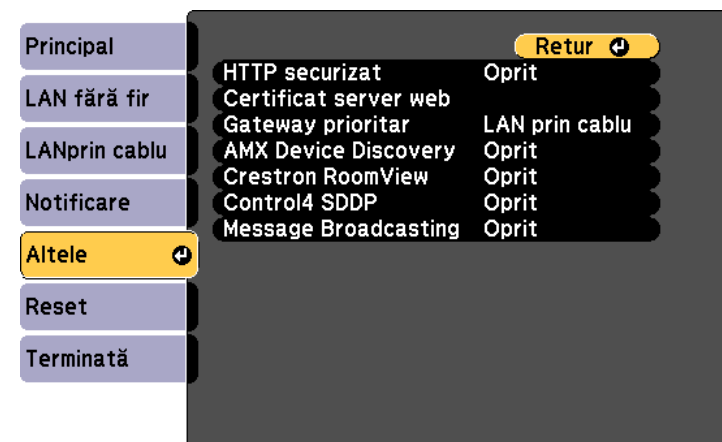 Principal
LAN fără fir
LANprin cablu
Notificare
Altele
Reset
Terminată
Retur
HTTP securizat Oprit
Certificat server web
Gateway prioritar LAN prin cablu
AMX Device Discovery Oprit
Crestron RoomView Oprit
Control4 SDDP Oprit
Message Broadcasting Oprit